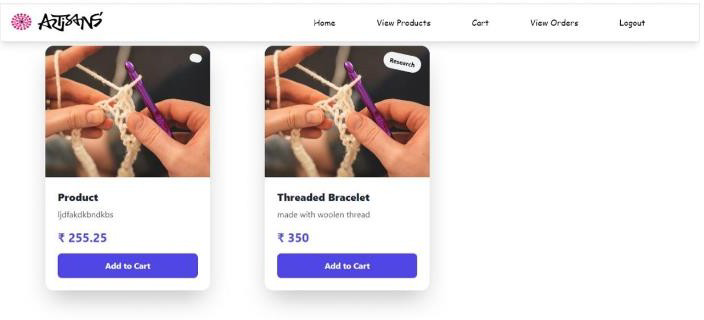 ARTiSANS
Home View Products Cart View Orders Logout
Research
Product
ljdfakdkbndkbs
₹ 255.25
Add to Cart
Threaded Bracelet
made with woolen thread
₹ 350
Add to Cart